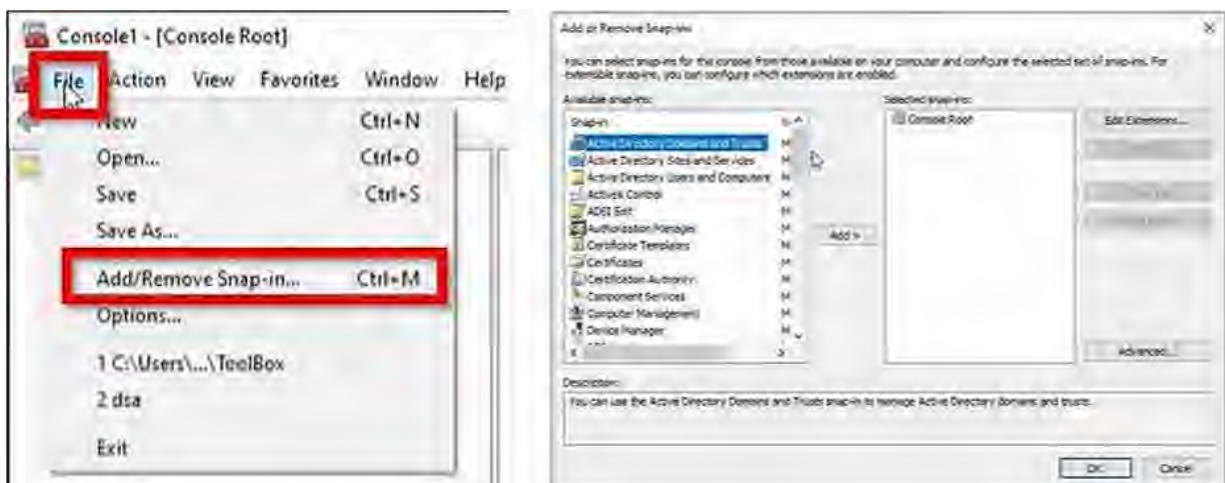 Console1 - [Console Root]
File Action View Favorites Window Help
New Ctrl+N
Open... Ctrl+O
Save Ctrl+S
Save As...
Add/Remove Snap-in... Ctrl+M
Options...
1 C:\Users\...\ToolBox
2 dsa
Exit
Add or Remove Snap-ins
You can select snap-ins for this console from those available on your computer and configure the selected set of snap-ins. For
extensible snap-ins, you can configure which extensions are enabled.
Available snap-ins:
Selected snap-ins:
Snap-in
Active Directory Domains and Trusts M
Active Directory Sites and Services M
Active Directory Users and Computers M
ActiveX Control M
ADSI Edit M
Authorization Manager M
Certificate Templates M
Certificates M
Certification Authority M
Component Services M
Computer Management M
Device Manager M
Add >
Console Root
Edit Extensions...
Advanced...
Description:
You can use the Active Directory Domains and Trusts snap-in to manage Active Directory domains and trusts.
OK Cancel